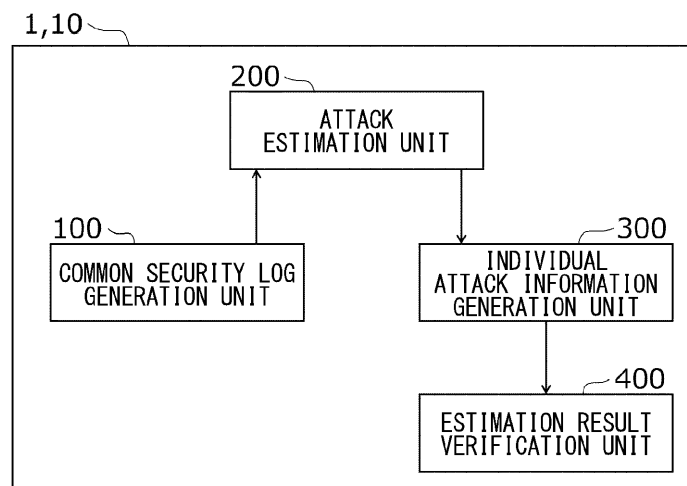 1,10
200
ATTACK
ESTIMATION UNIT
100
COMMON SECURITY LOG
GENERATION UNIT
300
INDIVIDUAL
ATTACK INFORMATION
GENERATION UNIT
400
ESTIMATION RESULT
VERIFICATION UNIT